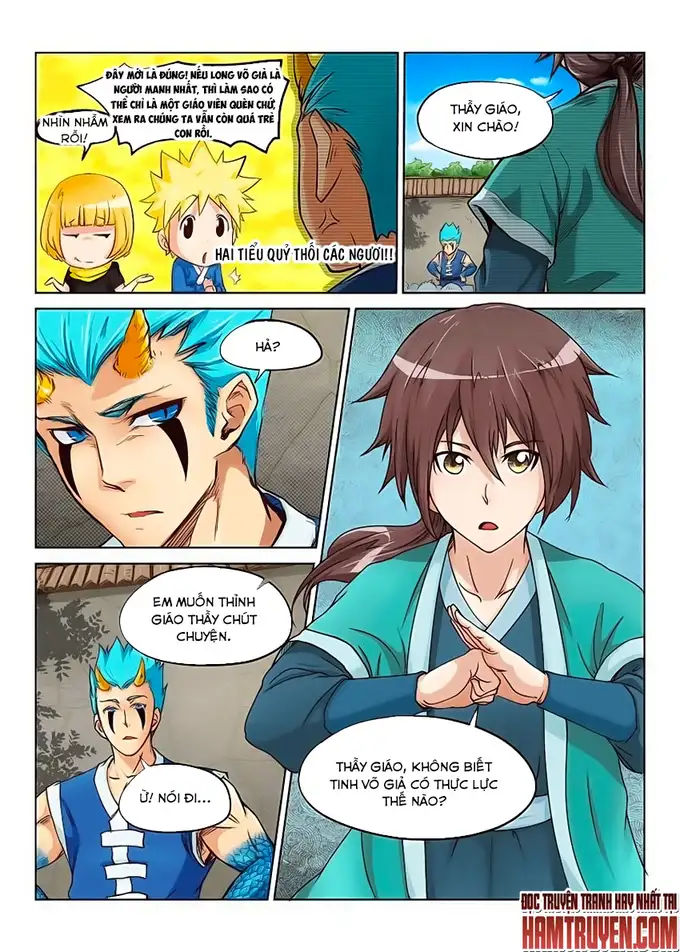 ĐÂY MỚI LÀ ĐÚNG! NẾU LONG VÕ GIẢ LÀ
NGƯỜI MẠNH NHẤT, THÌ LÀM SAO CÓ
THỂ CHỈ LÀ MỘT GIÁO VIÊN QUÈN CHỨ,
XEM RA CHÚNG TA VẪN CÒN QUÁ TRẺ
CON RỒI.
NHÌN NHẦM
RỒI!
HAI TIỂU QUỶ THỐI CÁC NGƯƠI!!
THẦY GIÁO,
XIN CHÀO!
HẢ?
EM MUỐN THỈNH
GIÁO THẦY CHÚT
CHUYỆN.
Ừ! NÓI ĐI...
THẦY GIÁO, KHÔNG BIẾT
TINH VÕ GIẢ CÓ THỰC LỰC
THẾ NÀO?
ĐỌC TRUYỆN TRANH HAY NHẤT TẠI
HAMTRUYEN.COM